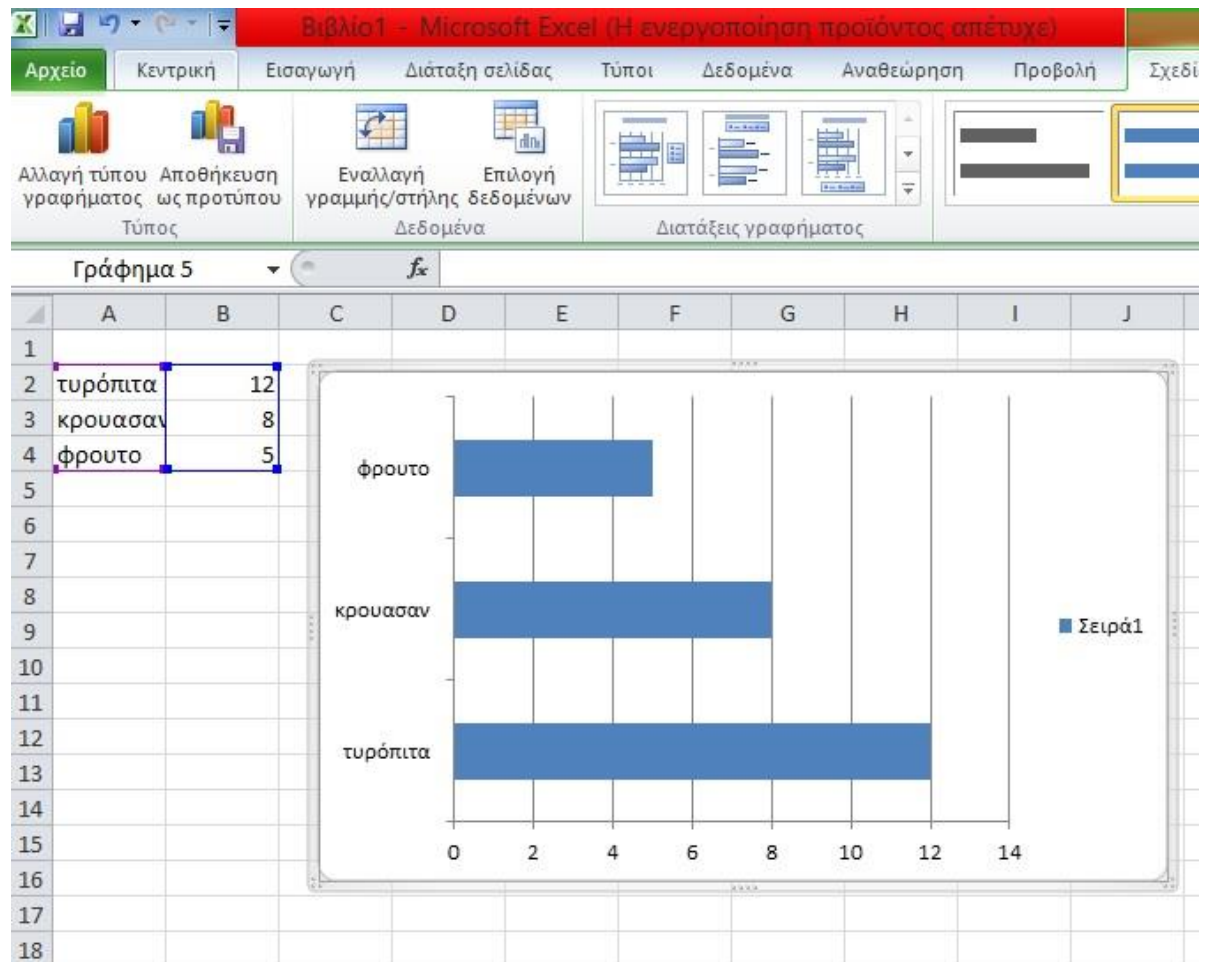 Βιβλίο1 - Microsoft Excel (Η ενεργοποίηση προϊόντος απέτυχε)
Αρχείο Κεντρική Εισαγωγή Διάταξη σελίδας Τύποι Δεδομένα Αναθεώρηση Προβολή Σχεδί
Αλλαγή τύπου Αποθήκευση Εναλλαγή Επιλογή
γραφήματος ως προτύπου γραμμής/στήλης δεδομένων
Τύπος Δεδομένα Διατάξεις γραφήματος
Γράφημα 5 fx
A B C D E F G H I J
1
2 τυρόπιτα 12
3 κρουασαν 8
4 φρουτο 5
5
6
7
8
9
10
11
12
13
14
15
16
17
18
φρουτο
κρουασαν
Σειρά1
τυρόπιτα
0 2 4 6 8 10 12 14